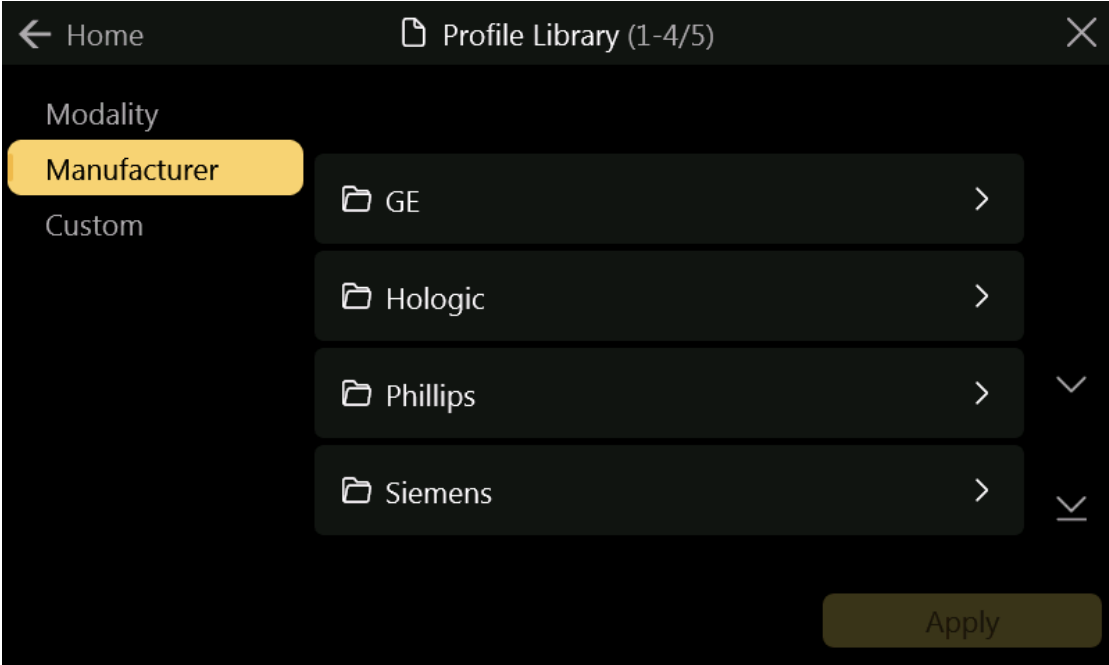 Home
Profile Library (1-4/5)
Modality
Manufacturer
Custom
GE
Hologic
Phillips
Siemens
Apply